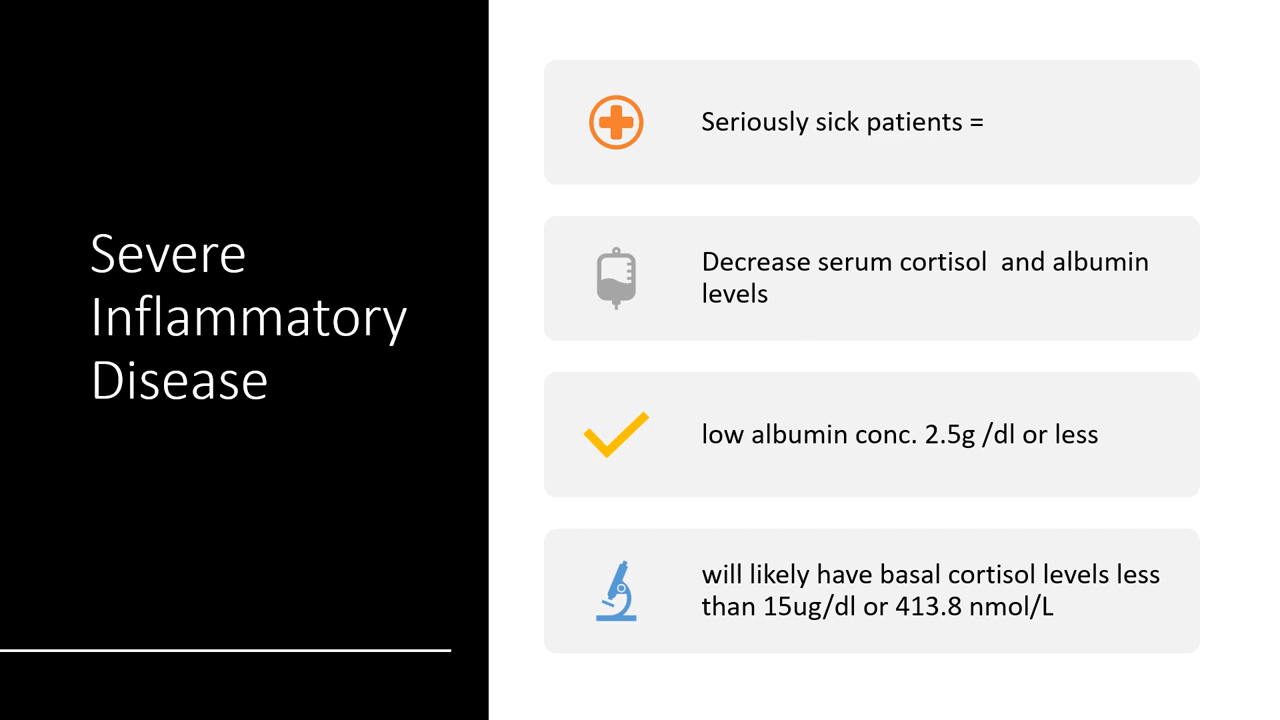 Severe
Inflammatory
Disease
Seriously sick patients =
Decrease serum cortisol  and albumin
levels
low albumin conc. 2.5g /dl or less
will likely have basal cortisol levels less
than 15ug/dl or 413.8 nmol/L